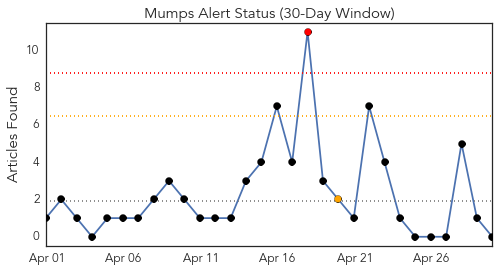 Mumps Alert Status (30-Day Window)
Articles Found
10
8
6
4
2
0
Apr 01
Apr 06
Apr 11
Apr 16
Apr 21
Apr 26